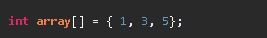 int array[] = { 1, 3, 5};